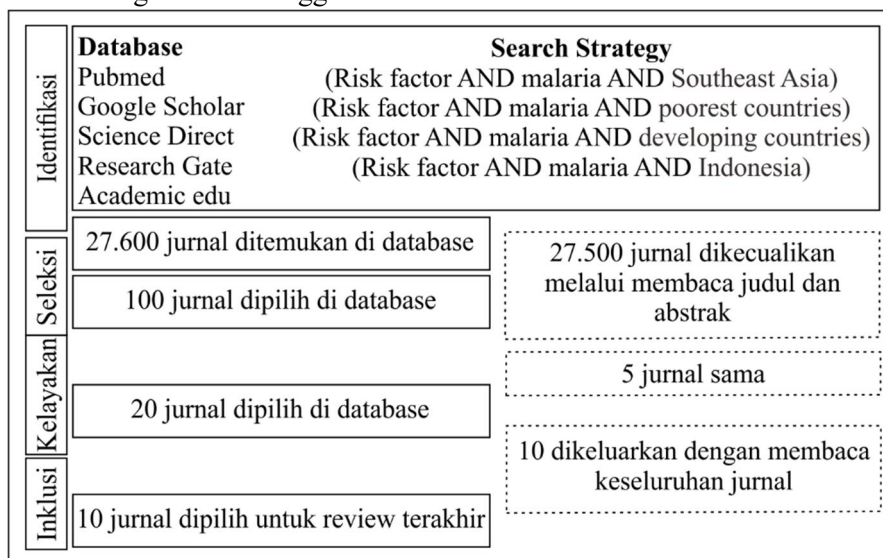 Database
Search Strategy
Pubmed
(Risk factor AND malaria AND Southeast Asia)
Google Scholar
(Risk factor AND malaria AND poorest countries)
Science Direct
(Risk factor AND malaria AND developing countries)
Research Gate
(Risk factor AND malaria AND Indonesia)
Academic edu
Identifikasi
27.600 jurnal ditemukan di database
100 jurnal dipilih di database
27.500 jurnal dikecualikan
melalui membaca judul dan
abstrak
Seleksi
5 jurnal sama
20 jurnal dipilih di database
Kelayakan
10 dikeluarkan dengan membaca
keseluruhan jurnal
10 jurnal dipilih untuk review terakhir
Inklusi